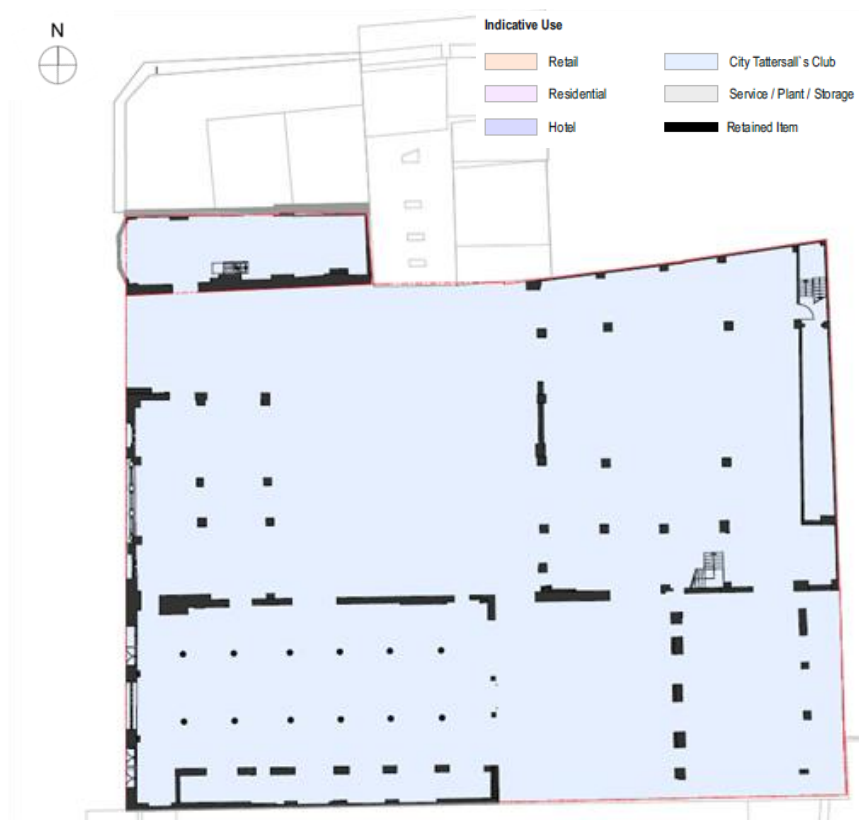 N
Indicative Use
Retail
City Tattersall`s Club
Residential
Service / Plant / Storage
Hotel
Retained Item